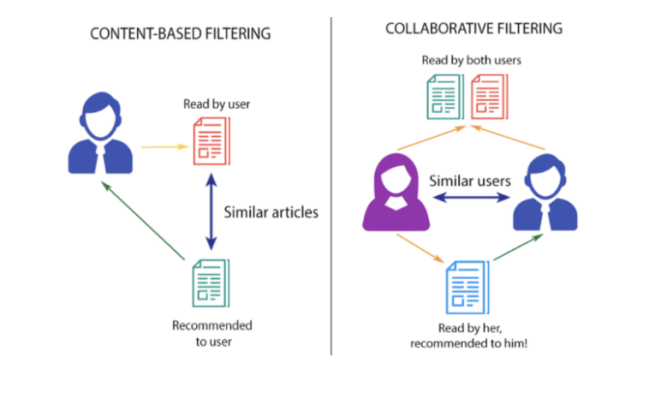 CONTENT-BASED FILTERING
Read by user
Similar articles
Recommended
to user
COLLABORATIVE FILTERING
Read by both users
Similar users
Read by her,
recommended to him!